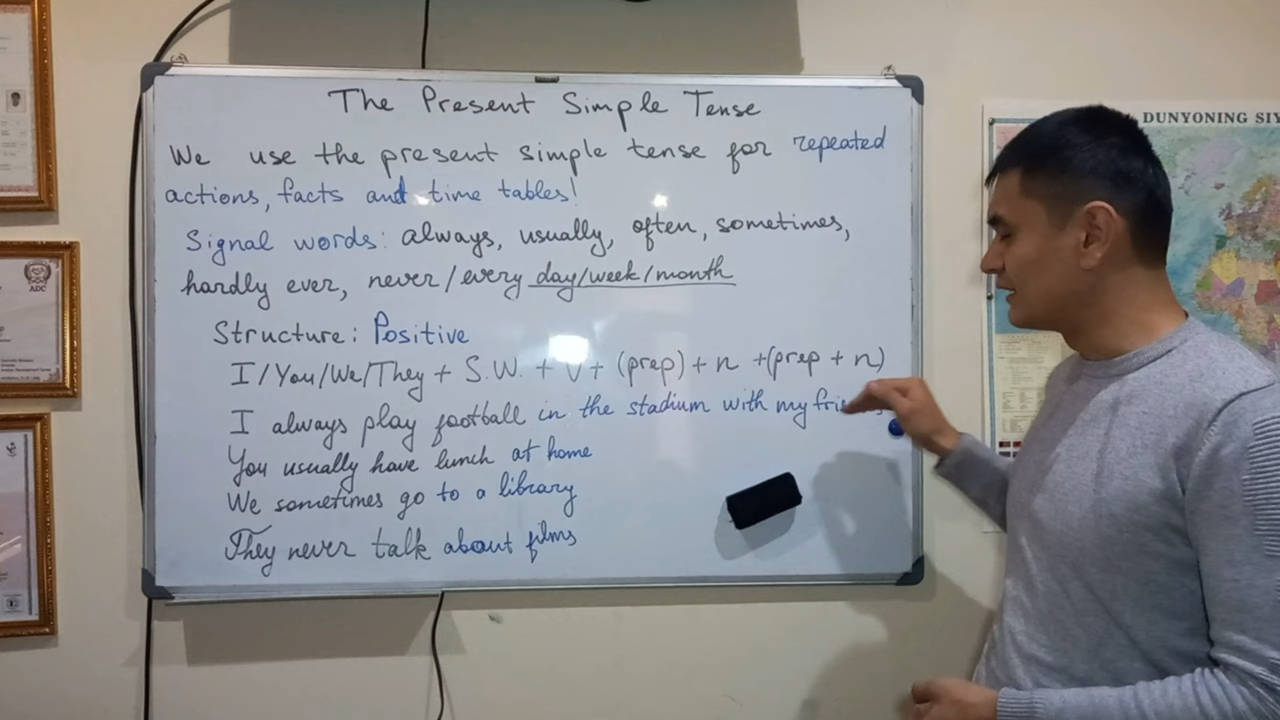 The Present Simple Tense
We use the present simple tense for repeated
actions, facts and time tables!
Signal words: always, usually, often, sometimes,
hardly ever, never/every day/week/month
Structure: Positive
I/You/We/They + S.W. + V + (prep) + n +(prep + n)
I always play football in the stadium with my
You usually have lunch at home
We sometimes go to a library
They never talk about films
DUNYONING
ADC